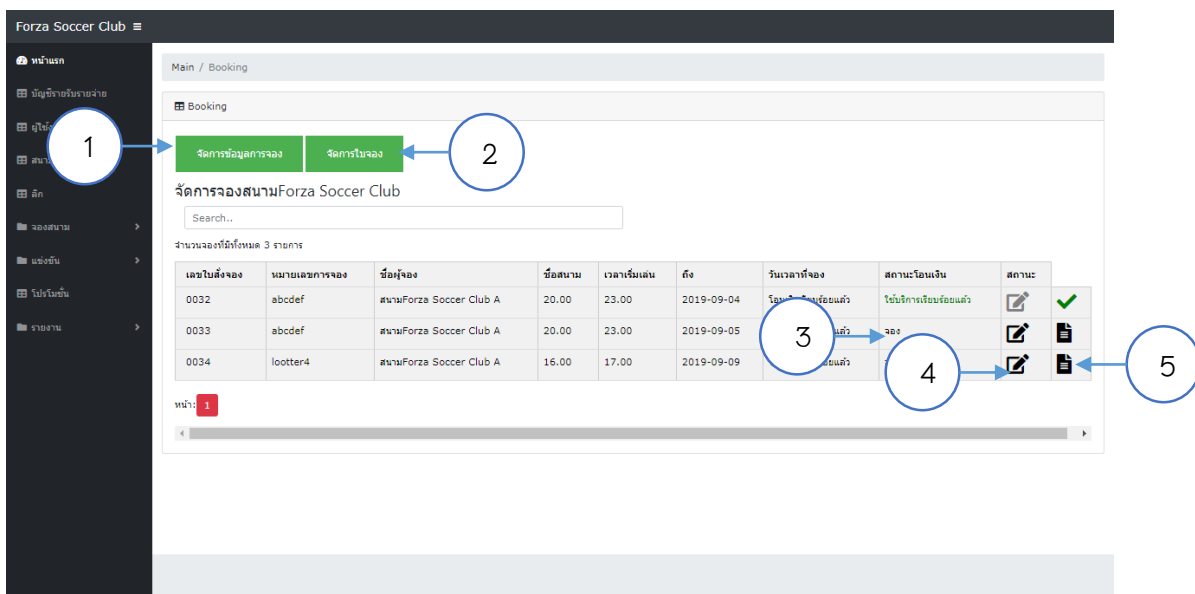 Forza Soccer Club
หน้าแรก
บัญชีรายรับรายจ่าย
ลีก
จองสนาม
แข่งขัน
โปรโมชั่น
รายงาน
Main / Booking
Booking
1
จัดการข้อมูลการจอง จัดการใบจอง
2
จัดการจองสนามForza Soccer Club
Search..
จำนวนจองที่มีทั้งหมด 3 รายการ
เลขใบสั่งจอง หมายเลขการจอง ชื่อผู้จอง ชื่อสนาม เวลาเริ่มเล่น ถึง วันเวลาที่จอง สถานะโอนเงิน สถานะ
0032 abcdef สนามForza Soccer Club A 20.00 23.00 2019-09-04 ใช้บริการเรียบร้อยแล้ว
0033 abcdef สนามForza Soccer Club A 20.00 23.00 2019-09-05 จอง
3
0034 lootter4 สนามForza Soccer Club A 16.00 17.00 2019-09-09
4
5
หน้า: 1